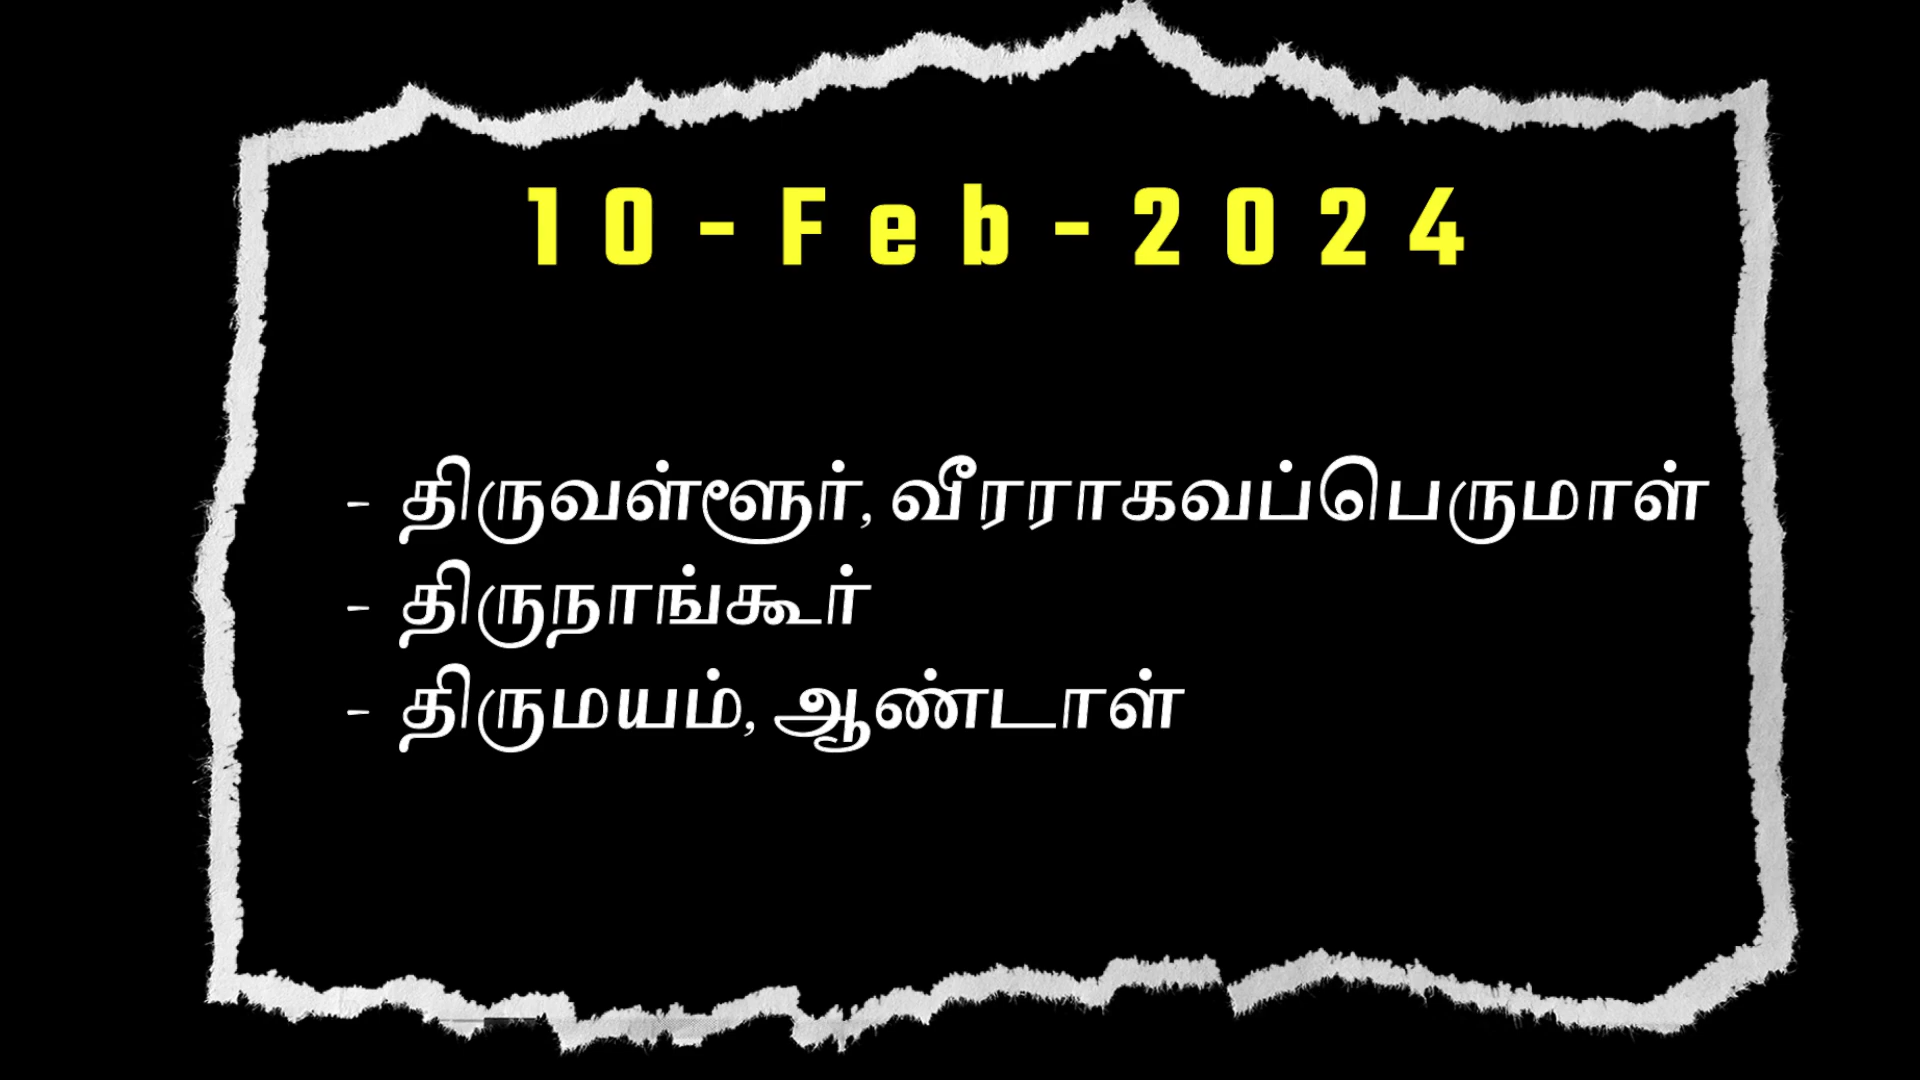 10-Feb-2024
- திருவள்ளூர், வீரராகவப்பெருமாள்
- திருநாங்கூர்
- திருமயம், ஆண்டாள்